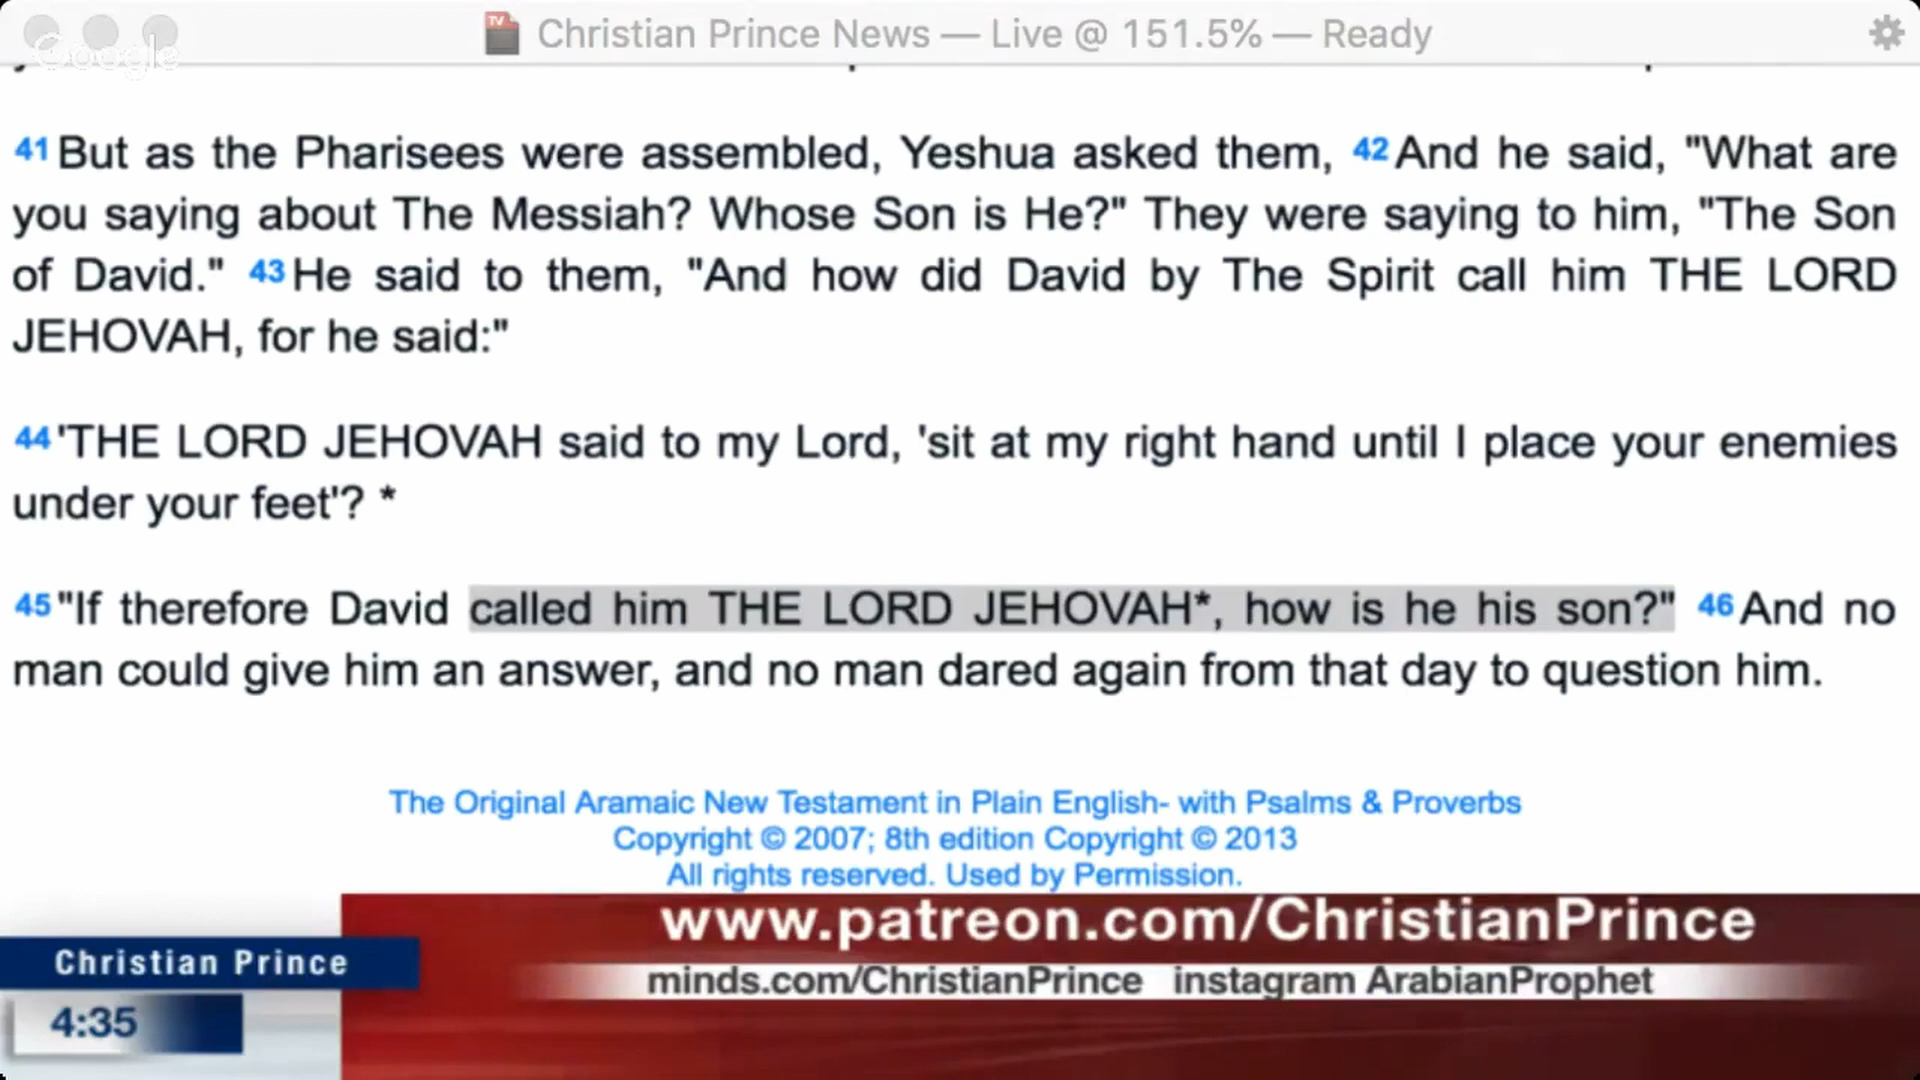 Christian Prince News — Live @ 151.5% — Ready
Google
41 But as the Pharisees were assembled, Yeshua asked them, 42 And he said, "What are
you saying about The Messiah? Whose Son is He?" They were saying to him, "The Son
of David." 43 He said to them, "And how did David by The Spirit call him THE LORD
JEHOVAH, for he said:"
44 'THE LORD JEHOVAH said to my Lord, 'sit at my right hand until I place your enemies
under your feet'? *
45 "If therefore David called him THE LORD JEHOVAH*, how is he his son?" 46 And no
man could give him an answer, and no man dared again from that day to question him.
The Original Aramaic New Testament in Plain English- with Psalms & Proverbs
Copyright © 2007; 8th edition Copyright © 2013
All rights reserved. Used by Permission.
www.patreon.com/ChristianPrince
Christian Prince
minds.com/ChristianPrince instagram ArabianProphet
4:35